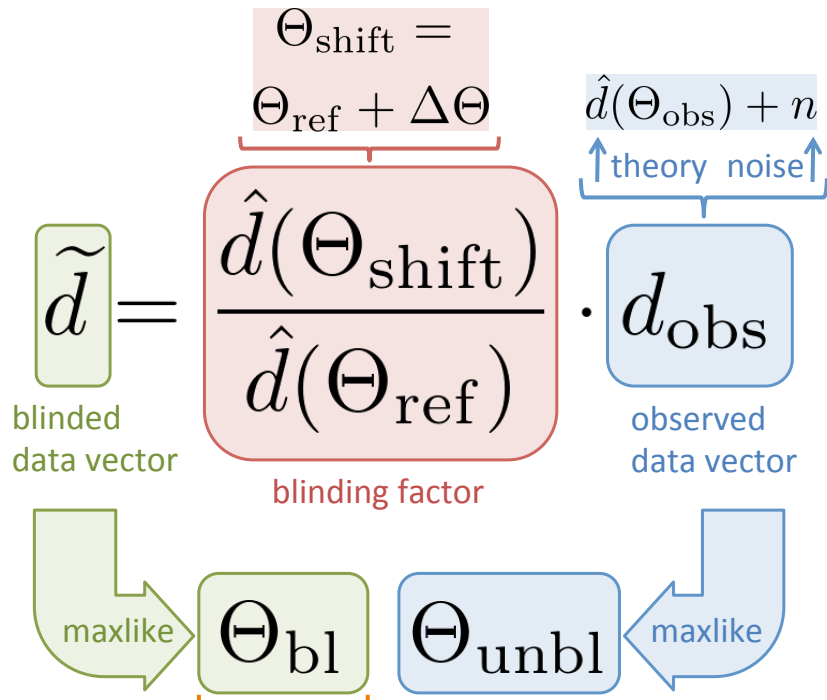 Θ_shift =
Θ_ref + ΔΘ
d̂(Θ_obs) + n
theory noise
d̃ = d̂(Θ_shift) / d̂(Θ_ref) · d_obs
blinded
data vector
blinding factor
observed
data vector
maxlike Θ_bl Θ_unbl maxlike